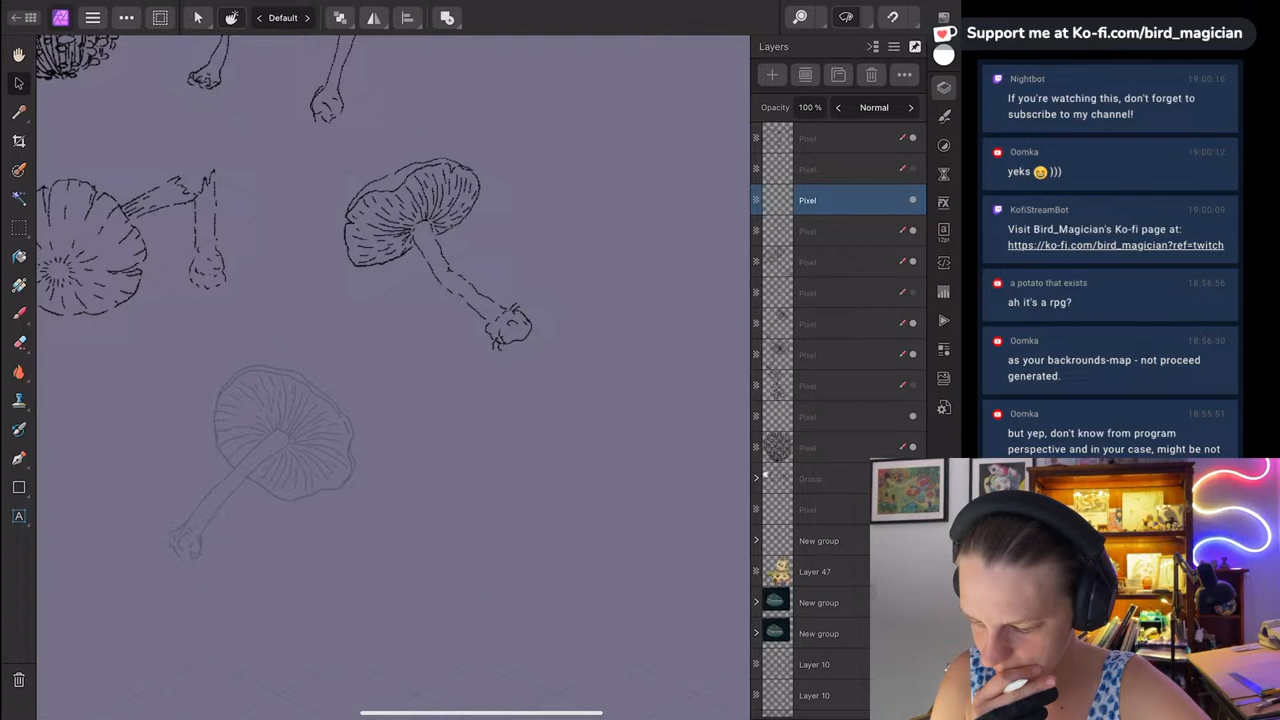 Default
Layers
Opacity 100 % Normal
Pixel
Pixel
Pixel
Pixel
Pixel
Pixel
Pixel
Pixel
Pixel
Pixel
Pixel
Group
Pixel
New group
Layer 47
New group
New group
Layer 10
Layer 10
FX
A
A
Support me at Ko-fi.com/bird_magician
Nightbot 19:00:16
If you're watching this, don't forget to
subscribe to my channel!
Oomka 19:00:12
yeks 😄 )))
KofiStreamBot 19:00:09
Visit Bird_Magician's Ko-fi page at:
https://ko-fi.com/bird_magician?ref=twitch
a potato that exists 18:56:56
ah it's a rpg?
Oomka 18:56:30
as your backrounds-map - not proceed
generated.
Oomka 18:55:51
but yep, don't know from program
perspective and in your case, might be not